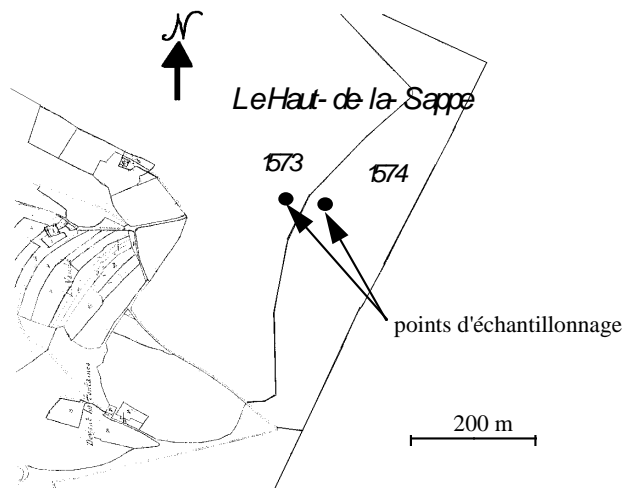 N
Le Haut-de-la-Sappe
1573
1574
points d'échantillonnage
200 m